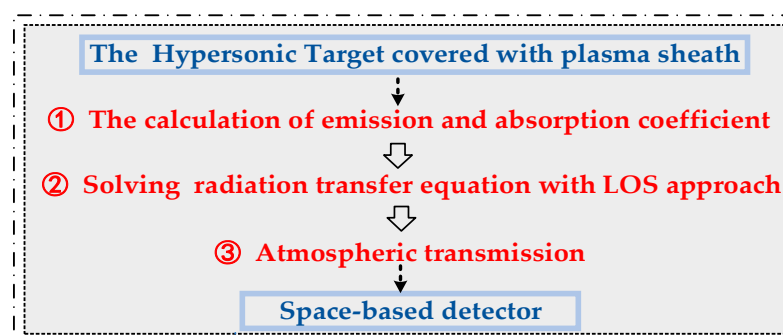 The Hypersonic Target covered with plasma sheath
① The calculation of emission and absorption coefficient
② Solving radiation transfer equation with LOS approach
③ Atmospheric transmission
Space-based detector